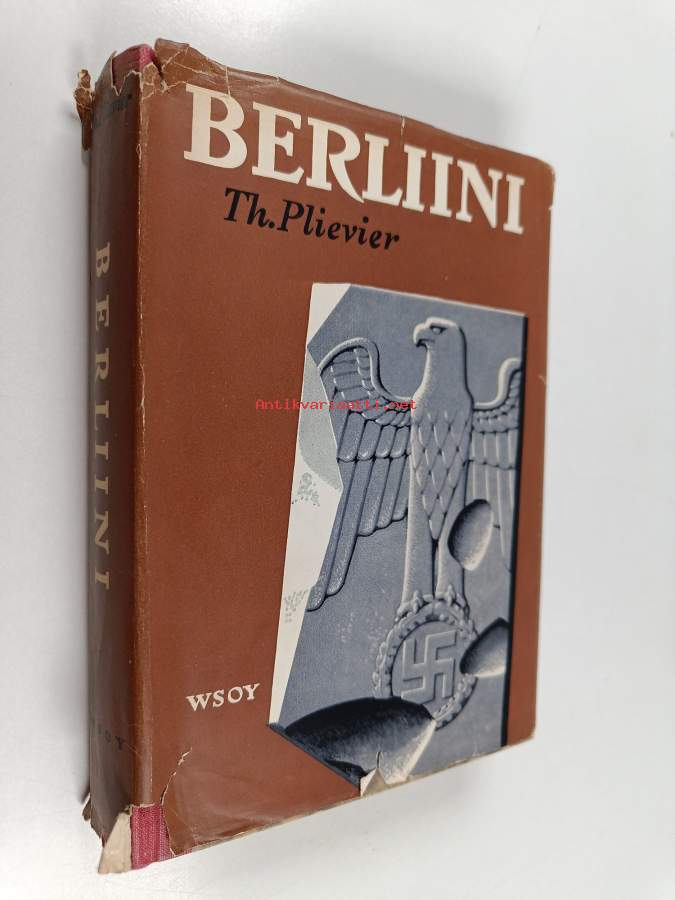 BERLIINI
Th.Plievier
Antikvariaatti.net
WSOY
BERLIINI
WSOY